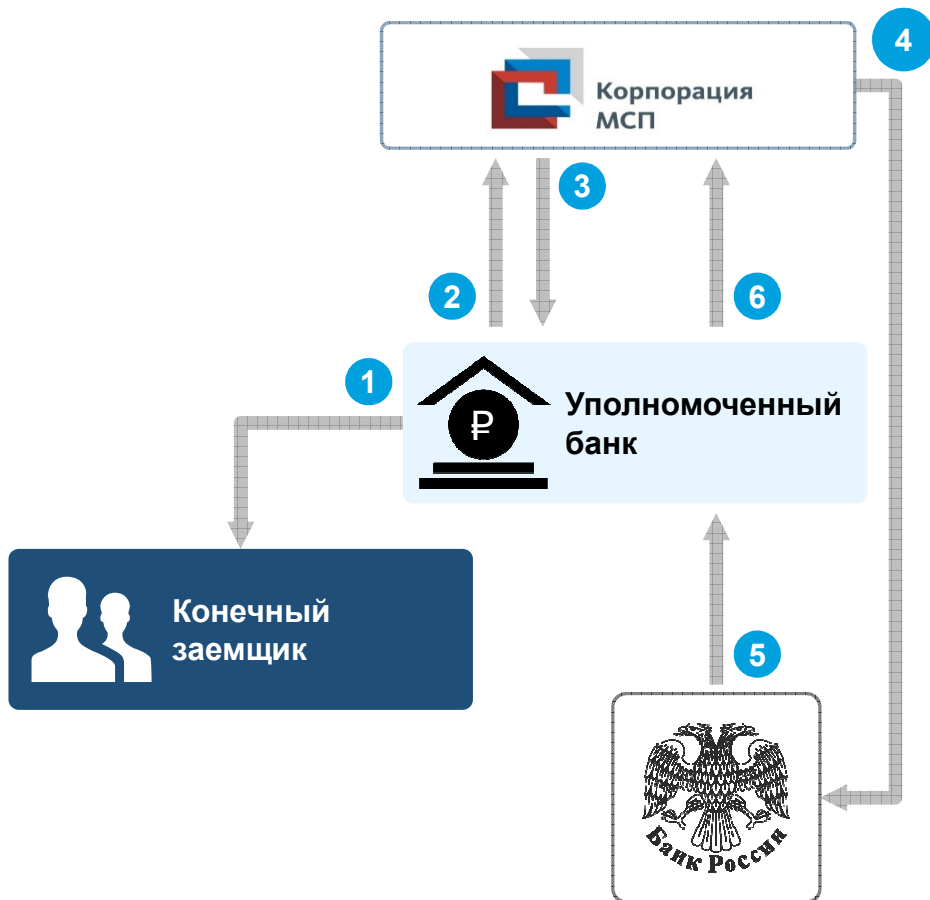 4
Корпорация
МСП
3
2
6
1
₽
Уполномоченный
банк
Конечный
заемщик
5
Банк России